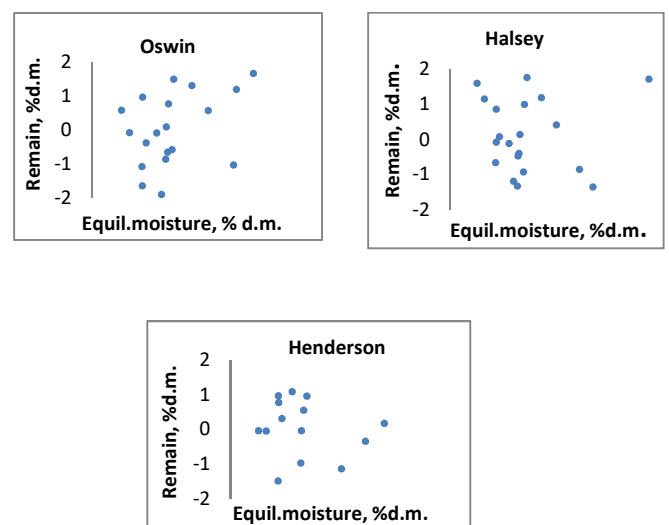 Oswin
Remain, %d.m.
2
1
0
-1
-2
Equil.moisture, % d.m.
Halsey
Remain, %d.m.
2
1
0
-1
-2
Equil.moisture, %d.m.
Henderson
Remain, %d.m.
2
1
0
-1
-2
Equil.moisture, %d.m.